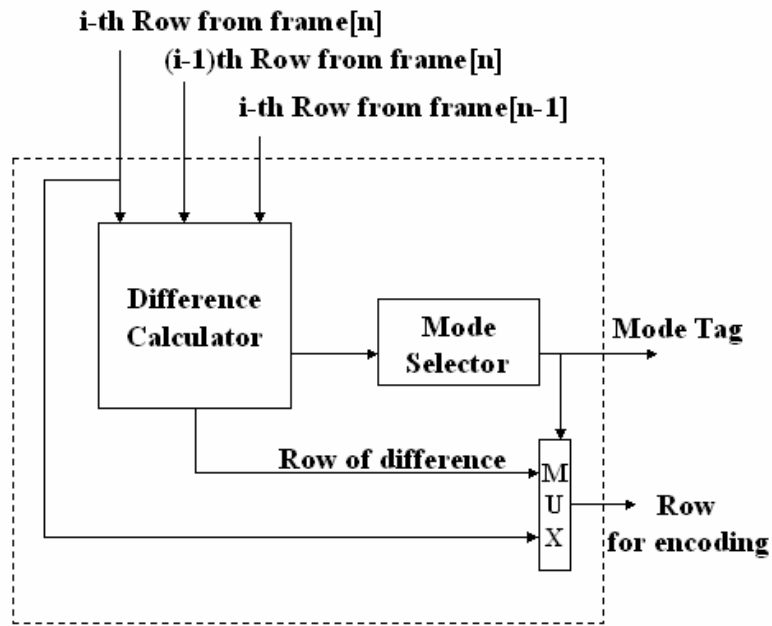 i-th Row from frame[n]
(i-1)th Row from frame[n]
i-th Row from frame[n-1]
Difference
Calculator
Mode
Selector
Mode Tag
Row of difference
M
U
X
Row
for encoding